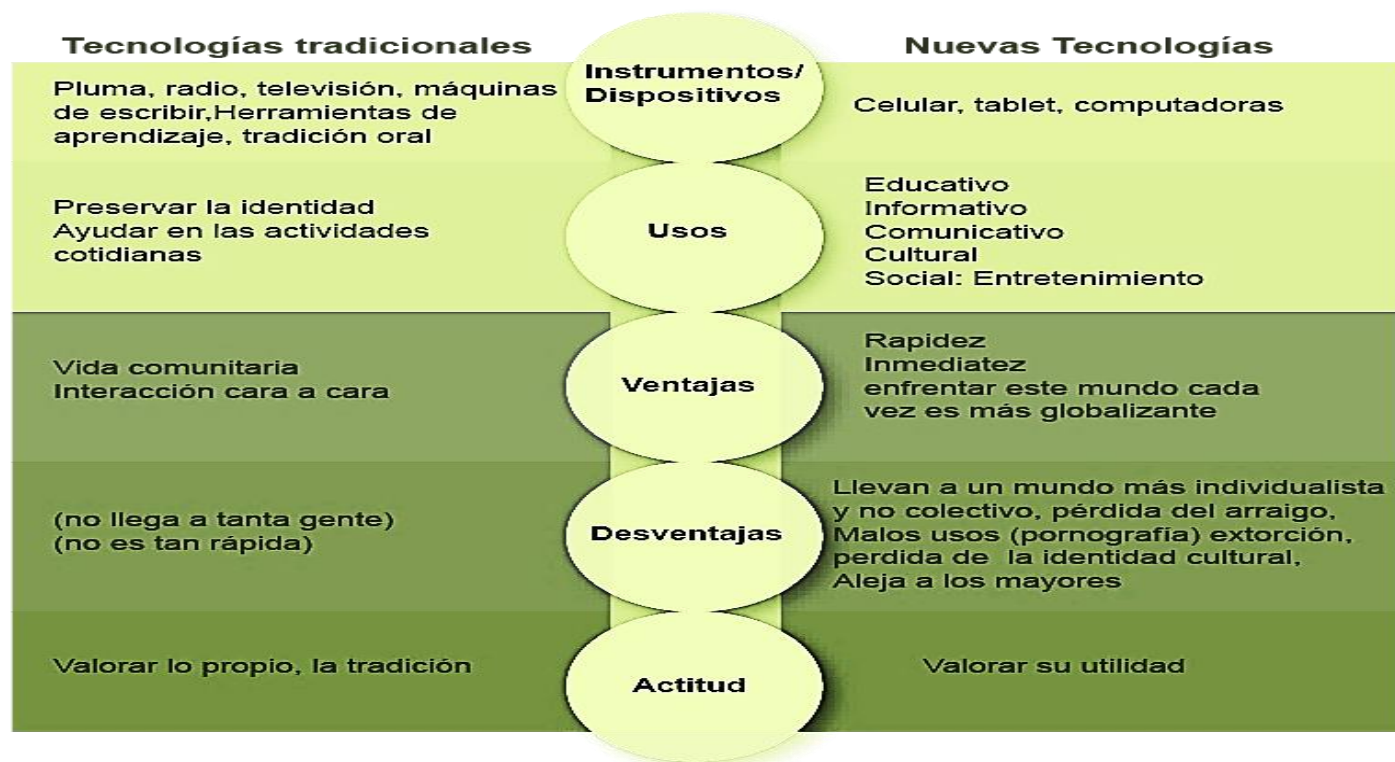 Tecnologías tradicionales
Nuevas Tecnologías
Instrumentos/
Dispositivos
Pluma, radio, televisión, máquinas
de escribir,Herramientas de
aprendizaje, tradición oral
Celular, tablet, computadoras
Usos
Preservar la identidad
Ayudar en las actividades
cotidianas
Educativo
Informativo
Comunicativo
Cultural
Social: Entretenimiento
Ventajas
Vida comunitaria
Interacción cara a cara
Rapidez
Inmediatez
enfrentar este mundo cada
vez es más globalizante
Desventajas
(no llega a tanta gente)
(no es tan rápida)
Llevan a un mundo más individualista
y no colectivo, pérdida del arraigo,
Malos usos (pornografía) extorción,
perdida de la identidad cultural,
Aleja a los mayores
Actitud
Valorar lo propio, la tradición
Valorar su utilidad